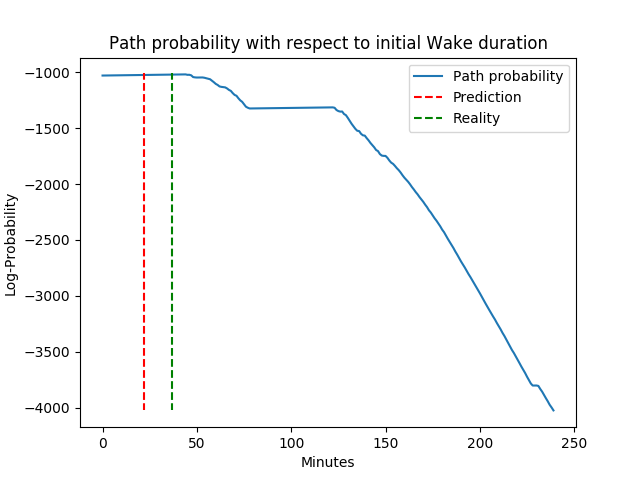 Path probability with respect to initial Wake duration
Path probability
Prediction
Reality
Log-Probability
−1000
−1500
−2000
−2500
−3000
−3500
−4000
0 50 100 150 200 250
Minutes